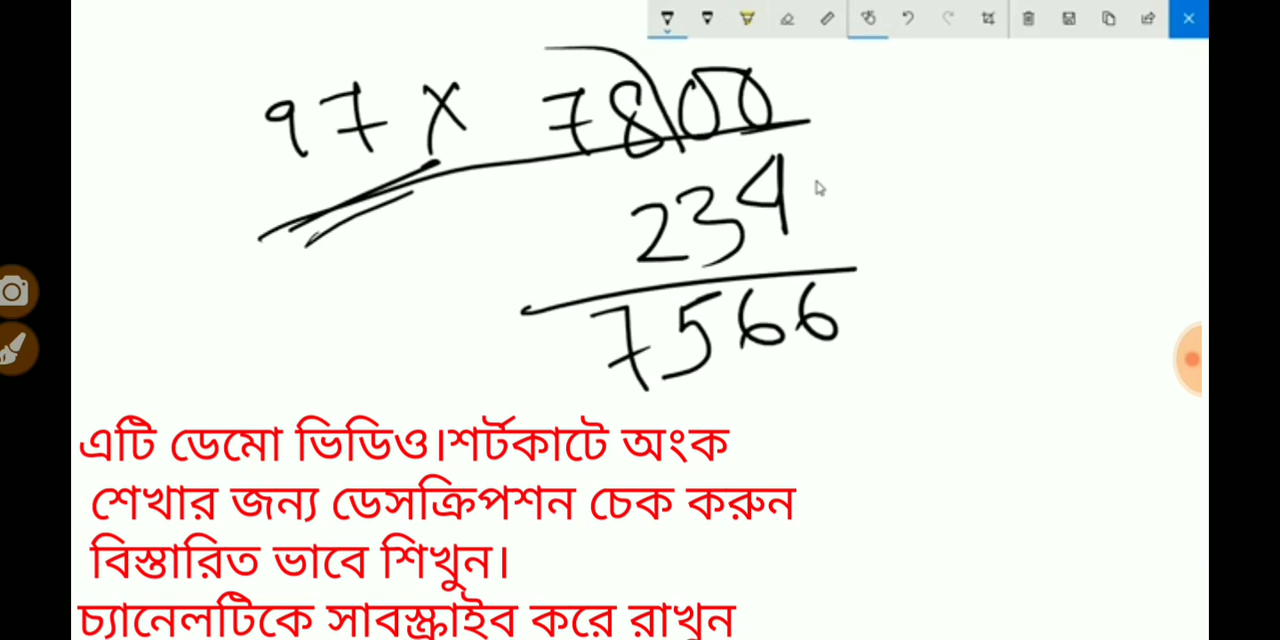 97 x 7800
234
7566
এটি ডেমো ভিডিও।শর্টকাটে অংক
শেখার জন্য ডেসক্রিপশন চেক করুন
বিস্তারিত ভাবে শিখুন।
চ্যানেলটিকে সাবস্ক্রাইব করে রাখুন